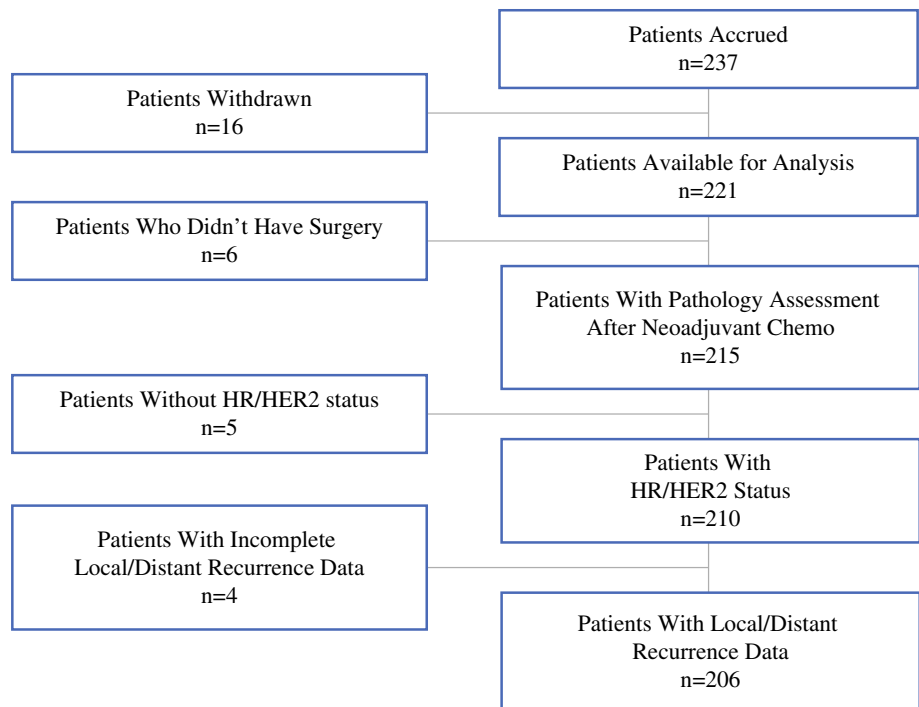 Patients Accrued
n=237
Patients Withdrawn
n=16
Patients Available for Analysis
n=221
Patients Who Didn’t Have Surgery
n=6
Patients With Pathology Assessment
After Neoadjuvant Chemo
n=215
Patients Without HR/HER2 status
n=5
Patients With
HR/HER2 Status
n=210
Patients With Incomplete
Local/Distant Recurrence Data
n=4
Patients With Local/Distant
Recurrence Data
n=206